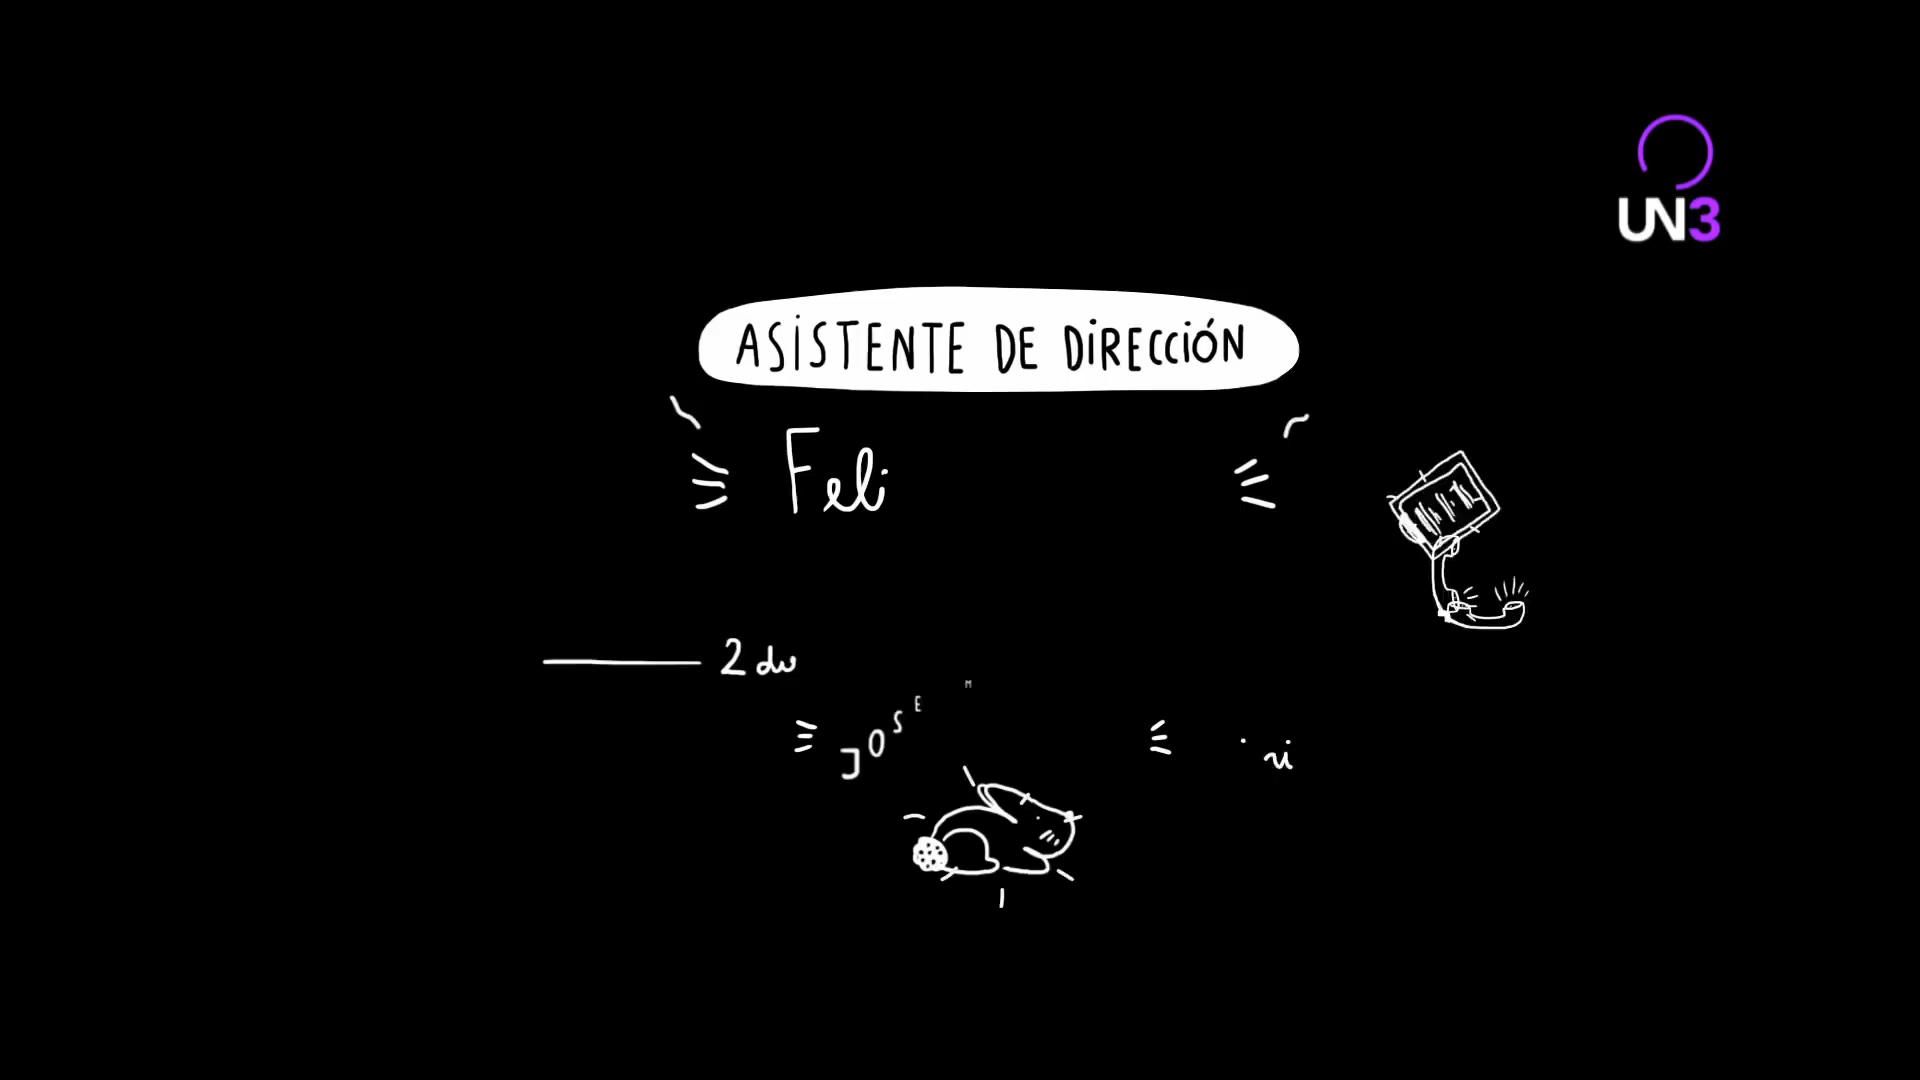 UN3
ASISTENTE DE DIRECCIÓN
Feli
2do
JOSE M